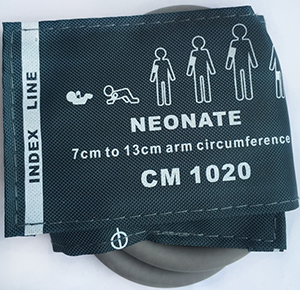 INDEX LINE
NEONATE
7cm to 13cm arm circumference
CM 1020